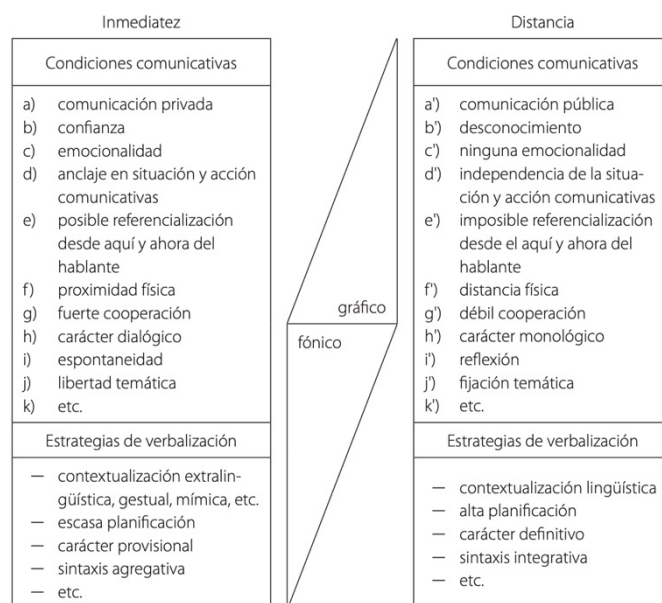 Inmediatez
Condiciones comunicativas
a) comunicación privada
b) confianza
c) emocionalidad
d) anclaje en situación y acción
comunicativas
e) posible referencialización
desde aquí y ahora del
hablante
f) proximidad física
g) fuerte cooperación
h) carácter dialógico
i) espontaneidad
j) libertad temática
k) etc.
Estrategias de verbalización
— contextualización extralin-
güística, gestual, mímica, etc.
— escasa planificación
— carácter provisional
— sintaxis agregativa
— etc.
gráfico
fónico
Distancia
Condiciones comunicativas
a') comunicación pública
b') desconocimiento
c') ninguna emocionalidad
d') independencia de la situa-
ción y acción comunicativas
e') imposible referencialización
desde el aquí y ahora del
hablante
f') distancia física
g') débil cooperación
h') carácter monológico
i') reflexión
j') fijación temática
k') etc.
Estrategias de verbalización
— contextualización lingüística
— alta planificación
— carácter definitivo
— sintaxis integrativa
— etc.